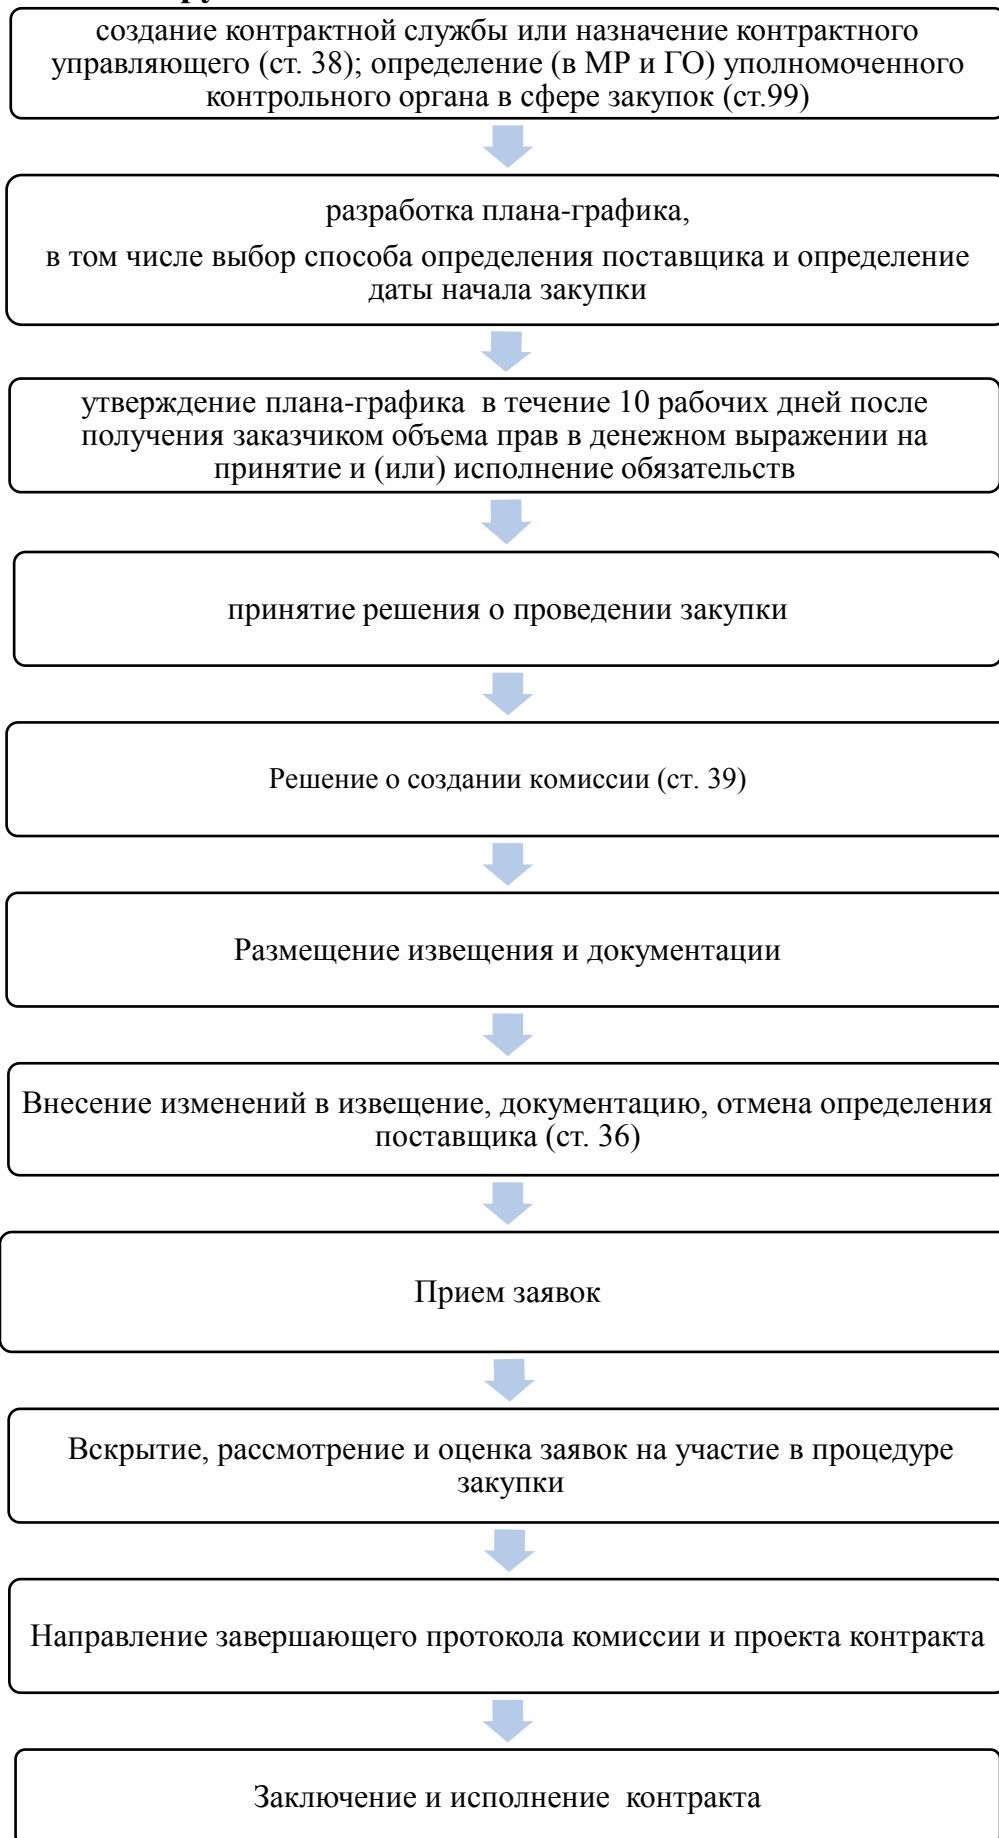 создание контрактной службы или назначение контрактного
управляющего (ст. 38); определение (в МР и ГО) уполномоченного
контрольного органа в сфере закупок (ст.99)
разработка плана-графика,
в том числе выбор способа определения поставщика и определение
даты начала закупки
утверждение плана-графика в течение 10 рабочих дней после
получения заказчиком объема прав в денежном выражении на
принятие и (или) исполнение обязательств
принятие решения о проведении закупки
Решение о создании комиссии (ст. 39)
Размещение извещения и документации
Внесение изменений в извещение, документацию, отмена определения
поставщика (ст. 36)
Прием заявок
Вскрытие, рассмотрение и оценка заявок на участие в процедуре
закупки
Направление завершающего протокола комиссии и проекта контракта
Заключение и исполнение контракта